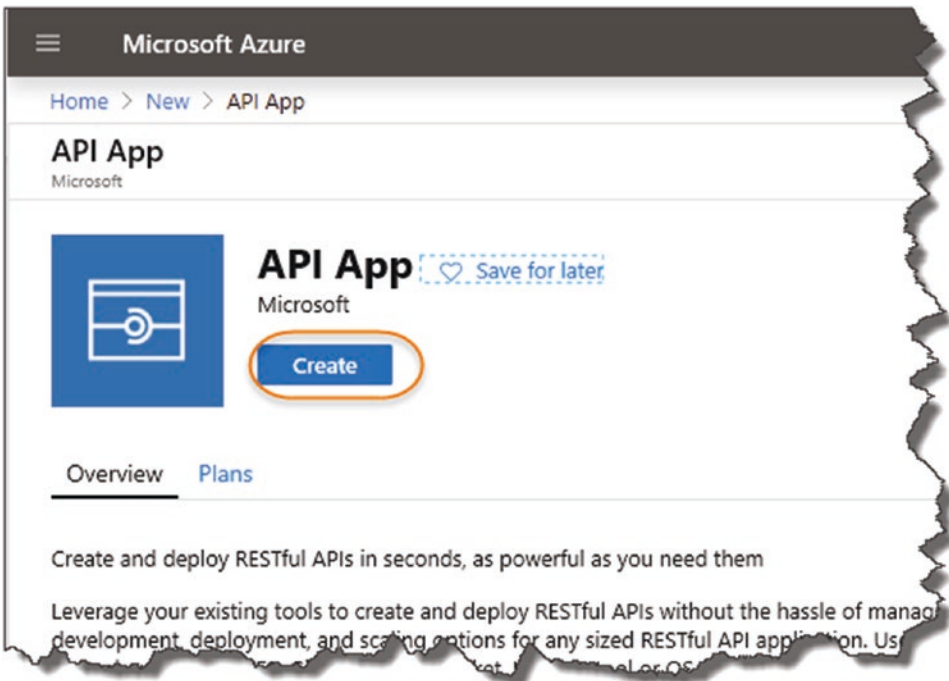 Microsoft Azure
Home > New > API App
API App
Microsoft
API App
Save for later
Microsoft
Create
Overview Plans
Create and deploy RESTful APIs in seconds, as powerful as you need them
Leverage your existing tools to create and deploy RESTful APIs without the hassle of manag
development, deployment, and scaling options for any sized RESTful API application. Use